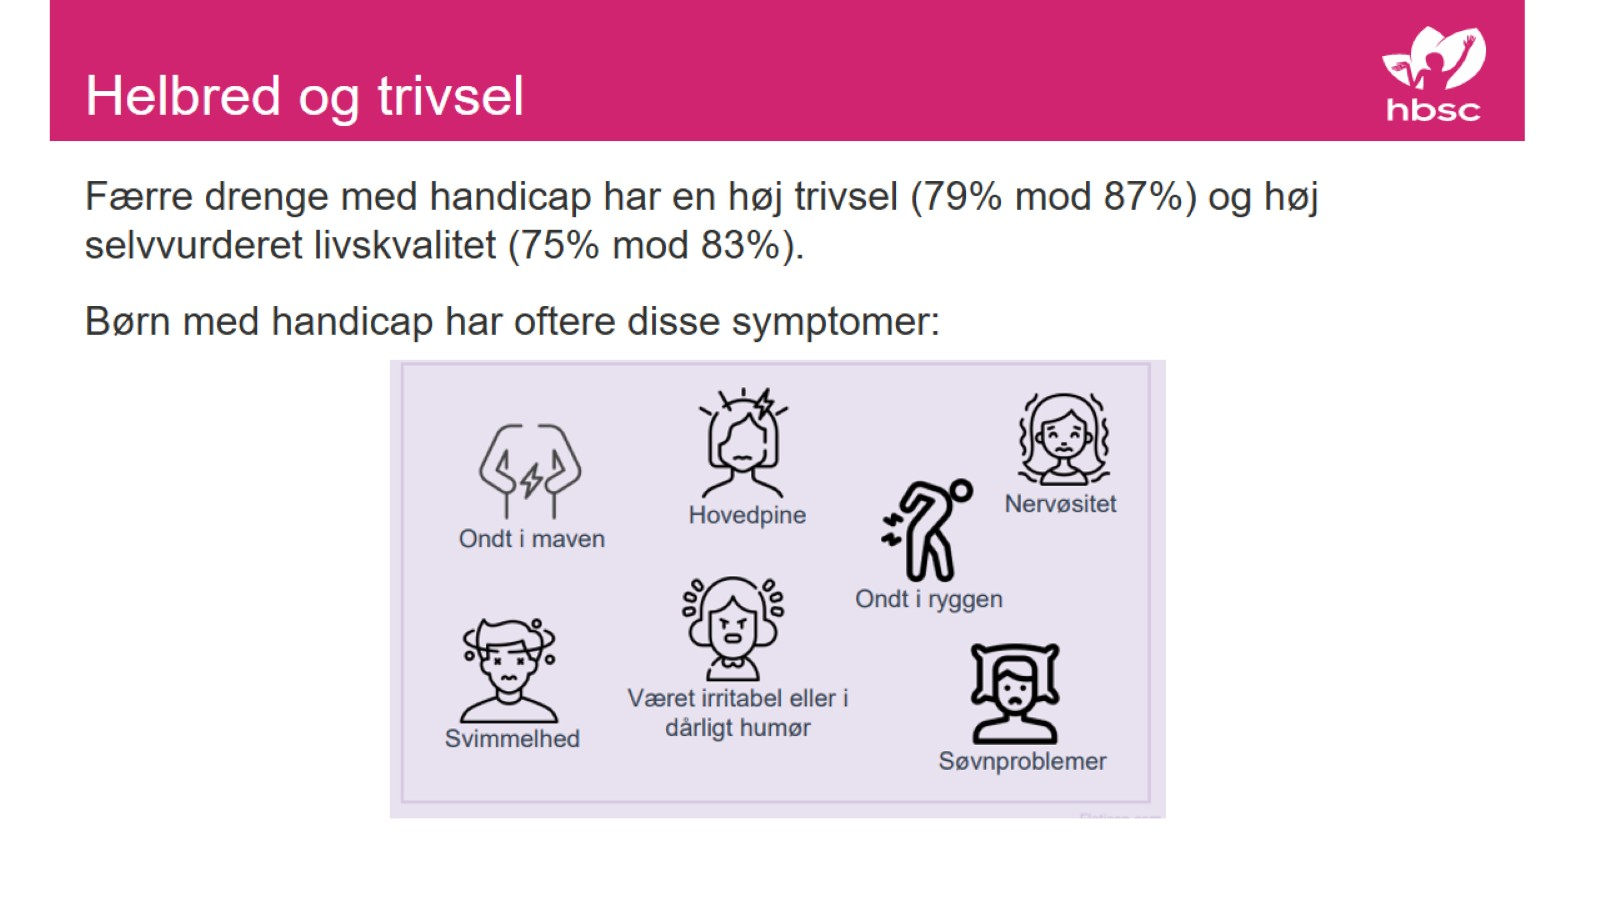 Helbred og trivsel
hbsc
Færre drenge med handicap har en høj trivsel (79% mod 87%) og høj
selvvurderet livskvalitet (75% mod 83%).
Børn med handicap har oftere disse symptomer:
Ondt i maven
Hovedpine
Nervøsitet
Ondt i ryggen
Svimmelhed
Været irritabel eller i
dårligt humør
Søvnproblemer